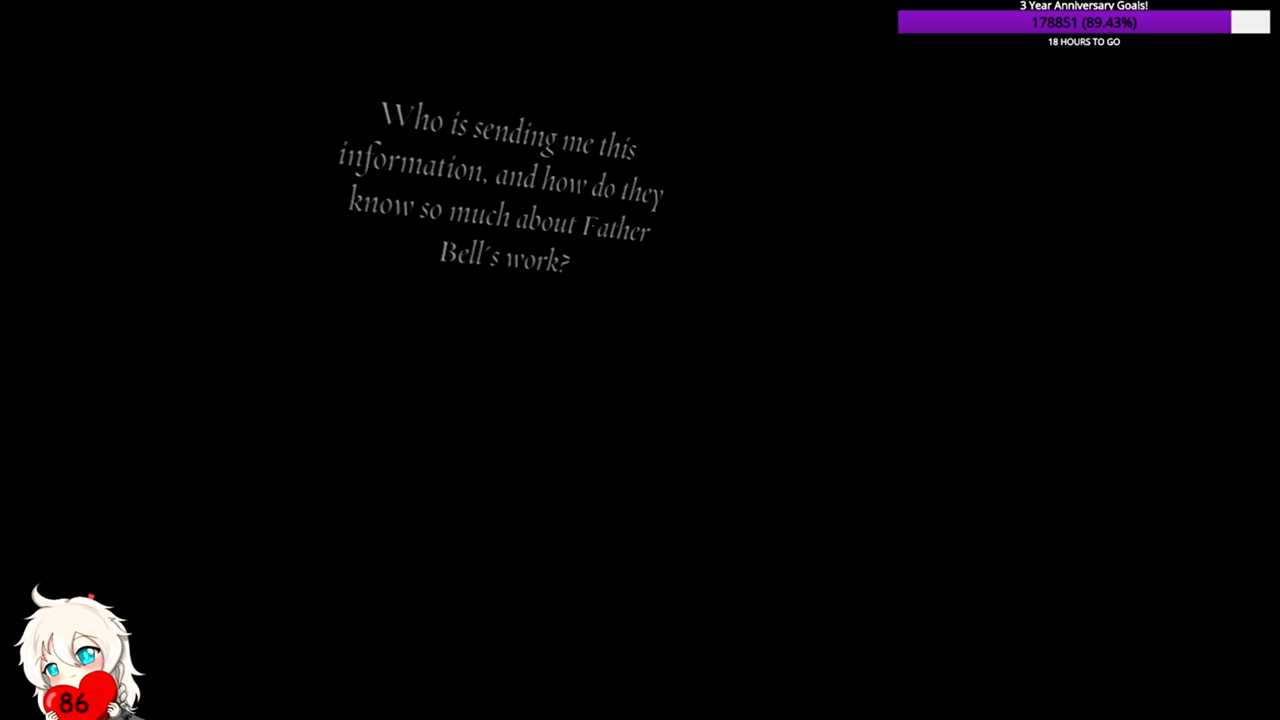 3 Year Anniversary Goals!
178851 (89.43%)
18 HOURS TO GO
Who is sending me this
information, and how do they
know so much about Father
Bell´s work?
86